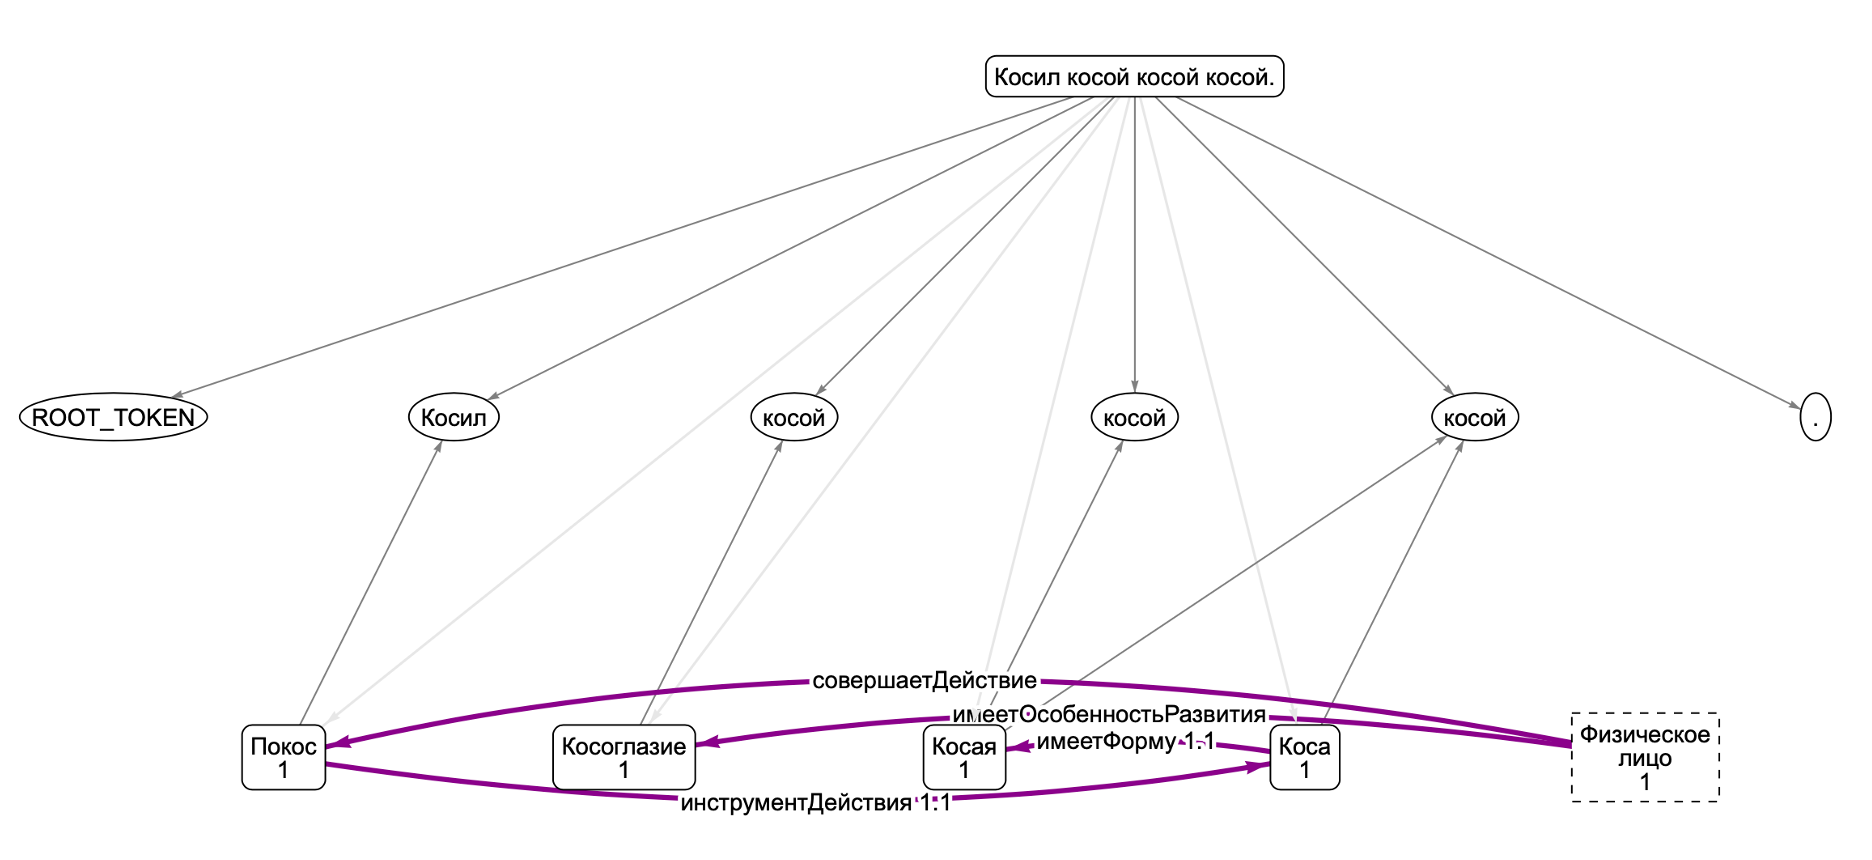 Косил косой косой косой.
ROOT_TOKEN
Косил
косой
косой
косой
.
совершаетДействие
имеетОсобенностьРазвития
имеетФорму 1:1
Покос
1
Косоглазие
1
Косая
1
Коса
1
Физическое
лицо
1
инструментДействия 1:1